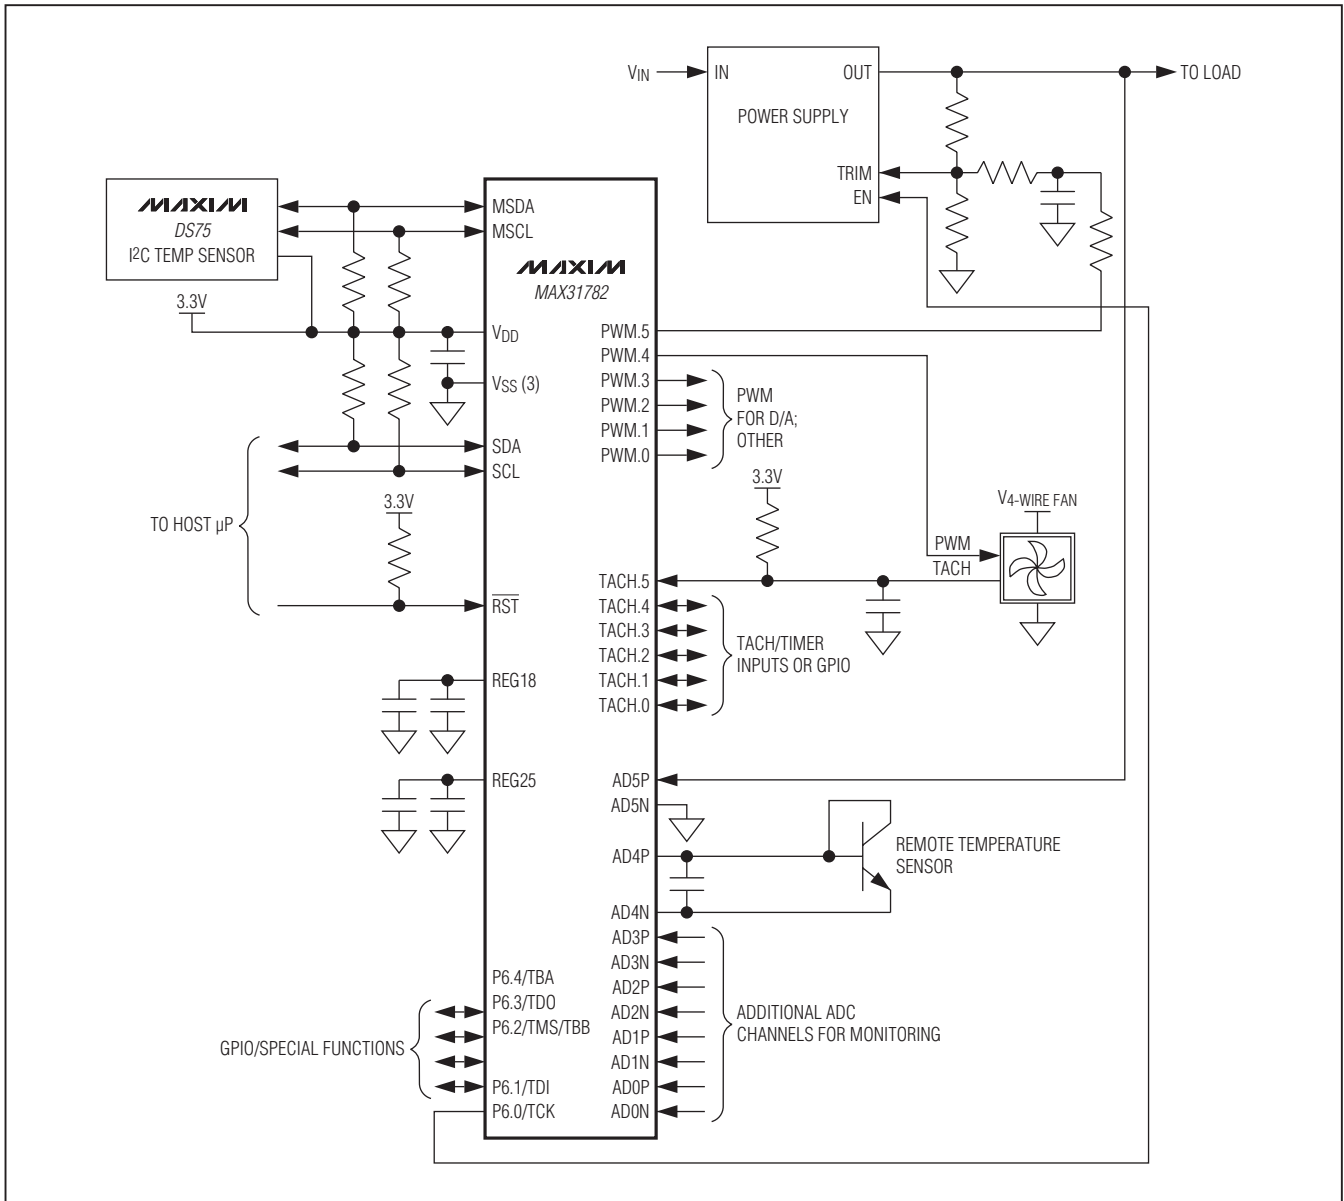 VIN
IN
OUT
TO LOAD
POWER SUPPLY
TRIM
EN
MAXIM
DS75
I2C TEMP SENSOR
3.3V
MSDA
MSCL
MAXIM
MAX31782
VDD
VSS (3)
SDA
SCL
TO HOST µP
3.3V
RST
REG18
REG25
P6.4/TBA
P6.3/TDO
P6.2/TMS/TBB
GPIO/SPECIAL FUNCTIONS
P6.1/TDI
P6.0/TCK
PWM.5
PWM.4
PWM.3
PWM.2
PWM.1
PWM.0
PWM
FOR D/A;
OTHER
3.3V
V4-WIRE FAN
PWM
TACH
TACH.5
TACH.4
TACH.3
TACH.2
TACH.1
TACH.0
TACH/TIMER
INPUTS OR GPIO
AD5P
AD5N
AD4P
AD4N
REMOTE TEMPERATURE
SENSOR
AD3P
AD3N
AD2P
AD2N
AD1P
AD1N
AD0P
AD0N
ADDITIONAL ADC
CHANNELS FOR MONITORING